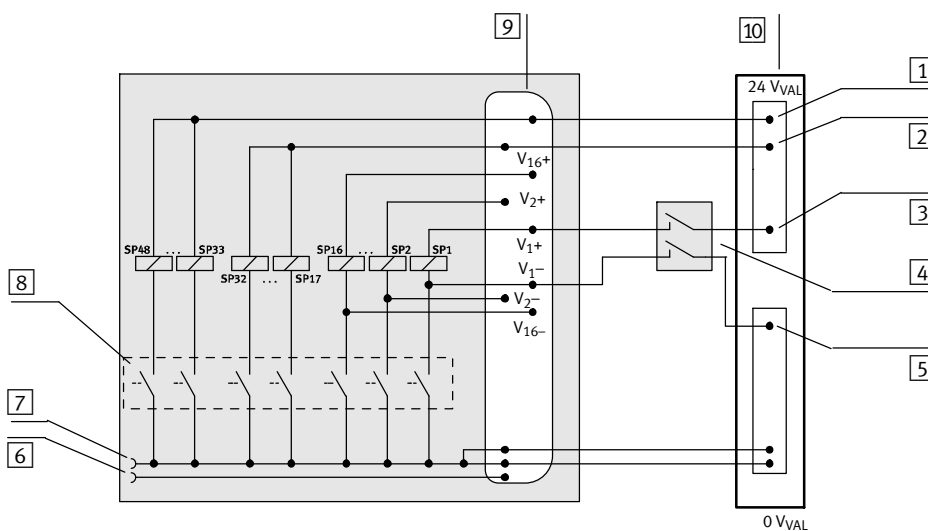 9
10
1
24 VVAL
2
V16+
V2+
3
SP48 ... SP33
SP16 ... SP2 SP1
V1+
V1–
4
SP32 ... SP17
8
V2–
V16–
5
7
6
0 VVAL